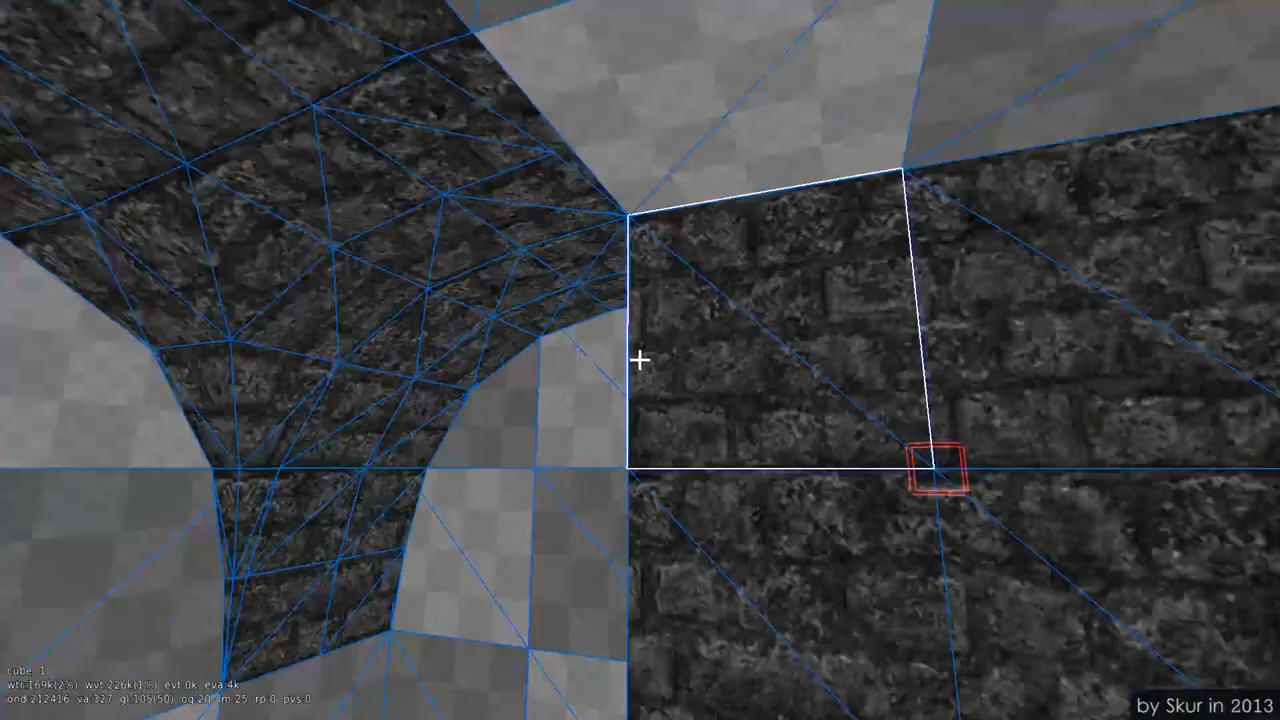 cube 1
wtr:169k(2%) wvt:226k(1%) evt:0k eva:4k
ond:212416 va:327 gl:105(50) oq:20 lm:25 rp:0 pvs:0
by Skur in 2013